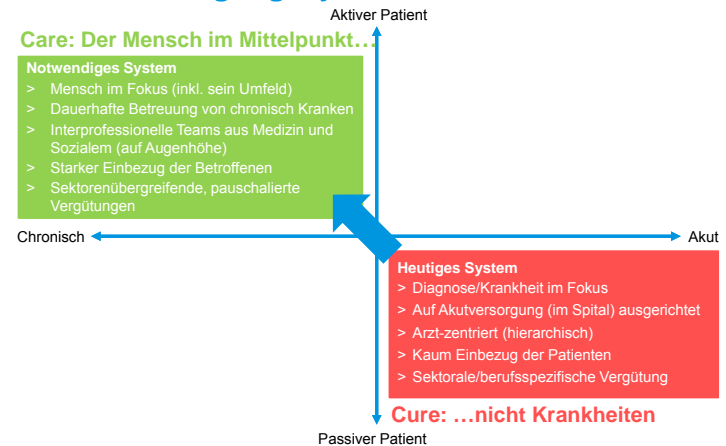 Aktiver Patient
Care: Der Mensch im Mittelpunkt…
Notwendiges System
> Mensch im Fokus (inkl. sein Umfeld)
> Dauerhafte Betreuung von chronisch Kranken
> Interprofessionelle Teams aus Medizin und
Sozialem (auf Augenhöhe)
> Starker Einbezug der Betroffenen
> Sektorenübergreifende, pauschalierte
Vergütungen
Chronisch
Akut
Heutiges System
> Diagnose/Krankheit im Fokus
> Auf Akutversorgung (im Spital) ausgerichtet
> Arzt-zentriert (hierarchisch)
> Kaum Einbezug der Patienten
> Sektorale/berufsspezifische Vergütung
Cure: …nicht Krankheiten
Passiver Patient